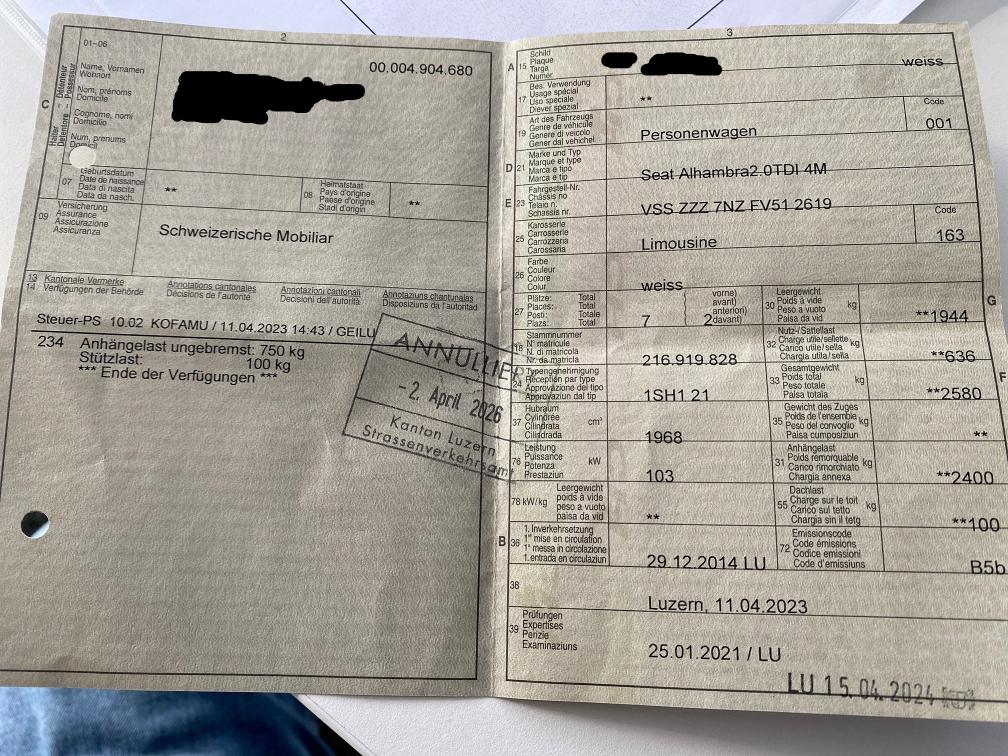 2
01-06
Name, Vornamen
Wohnort
Nom, prénoms
Domicile
Cognome, nomi
Domicilio
Num, prenums
C
Halter
Detentore
Détenteur
Possessur
00.004.904.680
07
Geburtsdatum
Date de naissance
Data di nascita
Data da nasch.
**
08
Heimatstaat
Pays d'origine
Paese d'origine
Stadi d'origin
**
09
Versicherung
Assurance
Assicurazione
Assicuranza
Schweizerische Mobiliar
13 Kantonale Vermerke
14 Verfügungen der Behörde
Annotations cantonales
Décisions de l'autorité
Annotazioni cantonali
Decisioni dell'autorità
Annotaziuns chantunalas
Disposiziuns da l'autoritad
Steuer-PS 10.02 KOFAMU / 11.04.2023 14:43 / GEILU
234 Anhängelast ungebremst: 750 kg
Stützlast: 100 kg
*** Ende der Verfügungen ***
ANNULLIER
- 2. April 2026
Kanton Luzern
Strassenverkehrsamt
3
A 15
Schild
Plaque
Targa
Numer
weiss
17
Bes. Verwendung
Usage spécial
Uso speciale
Diever spezial
**
19
Art des Fahrzeugs
Genre de véhicule
Genere di veicolo
Gener dal vehichel
Personenwagen
Code
001
D 21
Marke und Typ
Marque et type
Marca e tipo
Marca e tip
Seat Alhambra2.0TDI 4M
E 23
Fahrgestell-Nr.
Châssis no
Telaio n.
Schassis nr.
VSS ZZZ 7NZ FV51 2619
25
Karosserie
Carrosserie
Carrozzeria
Carossaria
Limousine
Code
163
26
Farbe
Couleur
Colore
Colur
weiss
27
Plätze: Total
Places: Total
Posti: Totale
Plazs: Total
7
vorne)
avant)
anteriori)
davant)
2
30
Leergewicht
Poids à vide
Peso a vuoto
Paisa da vid
kg
**1944
G
18
Stammnummer
N° matricule
N. di matricola
Nr. da matricla
216.919.828
32
Nutz-/Sattellast
Charge utile/sellette
Carico utile/sella
Chargia utila/sella
kg
**636
24
Typengenehmigung
Réception par type
Approvazione del tipo
Approvaziun dal tip
1SH1 21
33
Gesamtgewicht
Poids total
Peso totale
Paisa totala
kg
**2580
F
37
Hubraum
Cylindrée
Cilindrata
Cilindrada
cm³
1968
35
Gewicht des Zuges
Poids de l'ensemble
Peso del convoglio
Paisa cumposiziun
kg
**
76
Leistung
Puissance
Potenza
Prestaziun
kW
103
31
Anhängelast
Poids remorquable
Carico rimorchiato
Chargia annexa
kg
**2400
78 kW/kg
Leergewicht
poids à vide
peso a vuoto
paisa da vid
**
55
Dachlast
Charge sur le toit
Carico sul tetto
Chargia sin il tetg
kg
**100
B 36
1. Inverkehrsetzung
1re mise en circulation
1a messa in circolazione
1. entrada en circulaziun
29.12.2014 LU
72
Emissionscode
Code émissions
Codice emissioni
Code d'emissiuns
B5b
38
Luzern, 11.04.2023
39
Prüfungen
Expertises
Perizie
Examinaziuns
25.01.2021 / LU
LU 15.04.2024